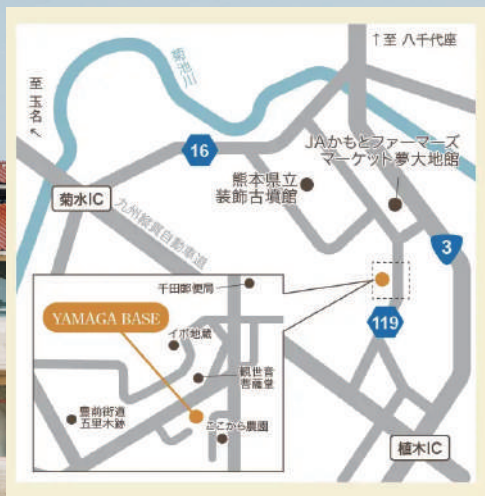 ↑至 八千代座
菊池川
至 玉名
↖
16
JAかもとファーマーズ
マーケット夢大地館
熊本県立
装飾古墳館
菊水IC
九州縦貫自動車道
3
千田郵便局
YAMAGA BASE
イボ地蔵
119
観世音
菩薩堂
豊前街道
五里木跡
ここから農園
植木IC